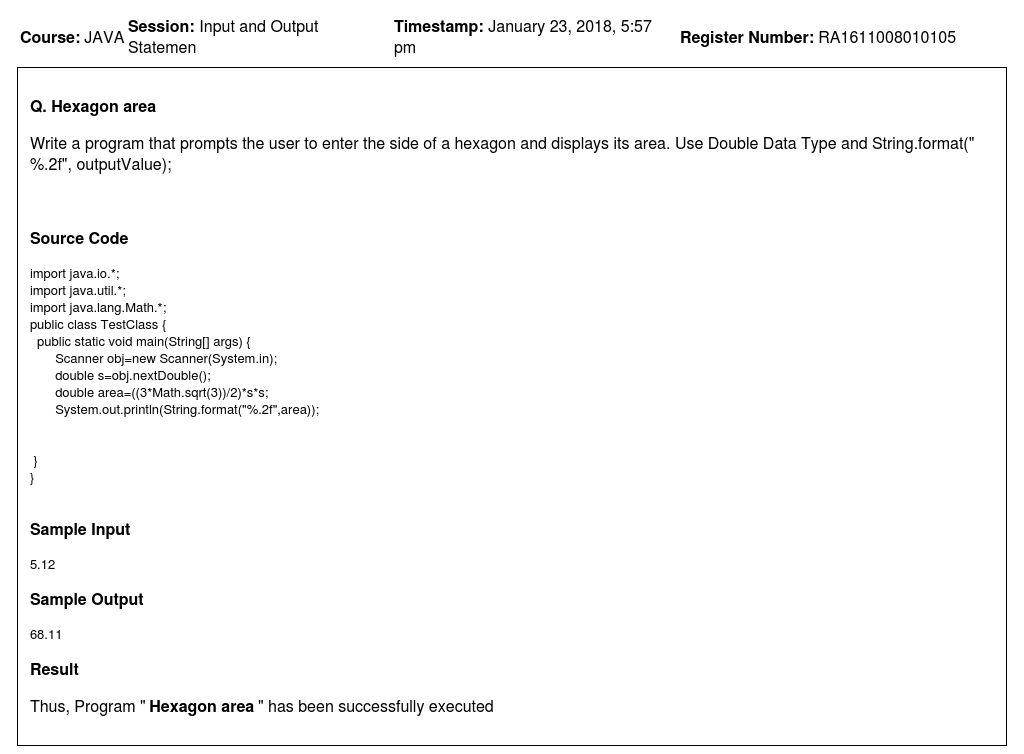 Course: JAVA Session: Input and Output Statemen Timestamp: January 23, 2018, 5:57 pm Register Number: RA1611008010105
Q. Hexagon area
Write a program that prompts the user to enter the side of a hexagon and displays its area. Use Double Data Type and String.format("
%.2f", outputValue);
Source Code
import java.io.*;
import java.util.*;
import java.lang.Math.*;
public class TestClass {
  public static void main(String[] args) {
       Scanner obj=new Scanner(System.in);
       double s=obj.nextDouble();
       double area=((3*Math.sqrt(3))/2)*s*s;
       System.out.println(String.format("%.2f",area));
 }
}
Sample Input
5.12
Sample Output
68.11
Result
Thus, Program " Hexagon area " has been successfully executed